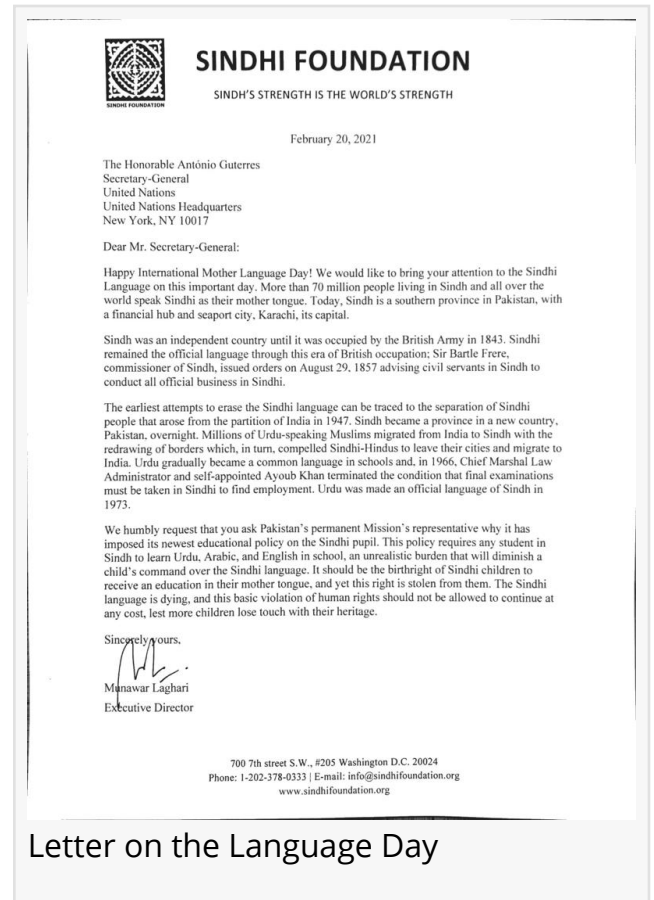 SINDHI FOUNDATION
SINDHI FOUNDATION
SINDH'S STRENGTH IS THE WORLD'S STRENGTH
February 20, 2021
The Honorable António Guterres
Secretary-General
United Nations
United Nations Headquarters
New York, NY 10017
Dear Mr. Secretary-General:
Happy International Mother Language Day! We would like to bring your attention to the Sindhi
Language on this important day. More than 70 million people living in Sindh and all over the
world speak Sindhi as their mother tongue. Today, Sindh is a southern province in Pakistan, with
a financial hub and seaport city, Karachi, its capital.
Sindh was an independent country until it was occupied by the British Army in 1843. Sindhi
remained the official language through this era of British occupation; Sir Bartle Frere,
commissioner of Sindh, issued orders on August 29, 1857 advising civil servants in Sindh to
conduct all official business in Sindhi.
The earliest attempts to erase the Sindhi language can be traced to the separation of Sindhi
people that arose from the partition of India in 1947. Sindh became a province in a new country,
Pakistan, overnight. Millions of Urdu-speaking Muslims migrated from India to Sindh with the
redrawing of borders which, in turn, compelled Sindhi-Hindus to leave their cities and migrate to
India. Urdu gradually became a common language in schools and, in 1966, Chief Marshal Law
Administrator and self-appointed Ayoub Khan terminated the condition that final examinations
must be taken in Sindhi to find employment. Urdu was made an official language of Sindh in
1973.
We humbly request that you ask Pakistan's permanent Mission's representative why it has
imposed its newest educational policy on the Sindhi pupil. This policy requires any student in
Sindh to learn Urdu, Arabic, and English in school, an unrealistic burden that will diminish a
child's command over the Sindhi language. It should be the birthright of Sindhi children to
receive an education in their mother tongue, and yet this right is stolen from them. The Sindhi
language is dying, and this basic violation of human rights should not be allowed to continue at
any cost, lest more children lose touch with their heritage.
Sincerely yours,
Munawar Laghari
Executive Director
700 7th street S.W., #205 Washington D.C. 20024
Phone: 1-202-378-0333 | E-mail: info@sindhifoundation.org
www.sindhifoundation.org
Letter on the Language Day